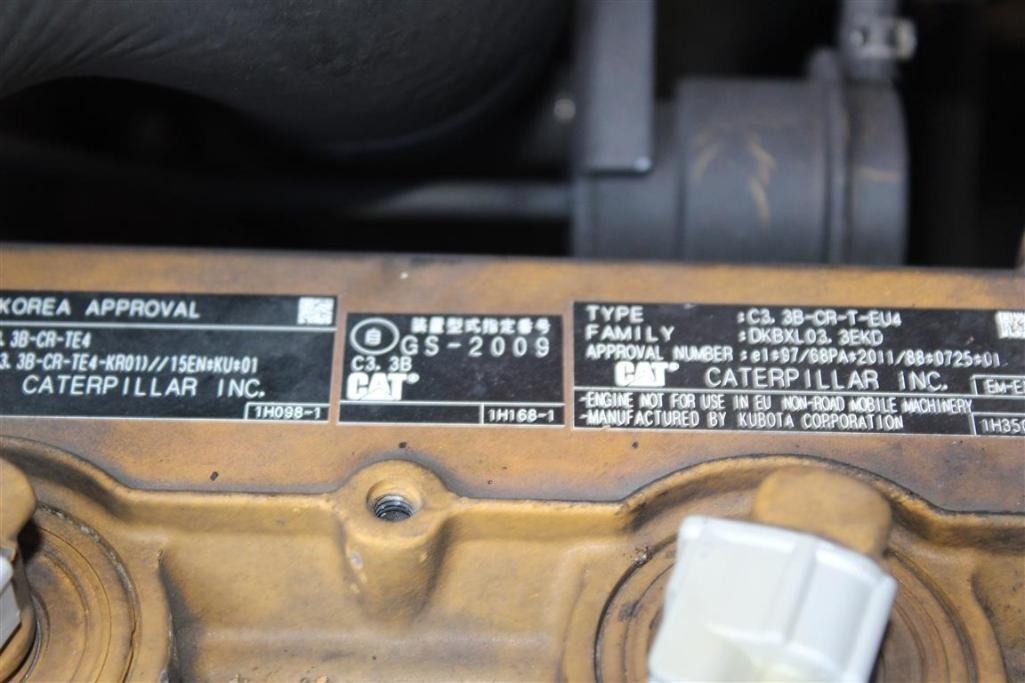 KOREA APPROVAL
3B-CR-TE4
3B-CR-TE4-KR01)//15EN*KU*01
CATERPILLAR INC.
1H098-1
自 装置型式指定番号
GS-2009
C3.3B
CAT
1H168-1
TYPE :C3.3B-CR-T-EU4
FAMILY :DKBXL03.3EKD
APPROVAL NUMBER :e1*97/68PA*2011/88*0725*01
CAT CATERPILLAR INC.
EM-E
-ENGINE NOT FOR USE IN EU NON-ROAD MOBILE MACHINERY
-MANUFACTURED BY KUBOTA CORPORATION
1H350